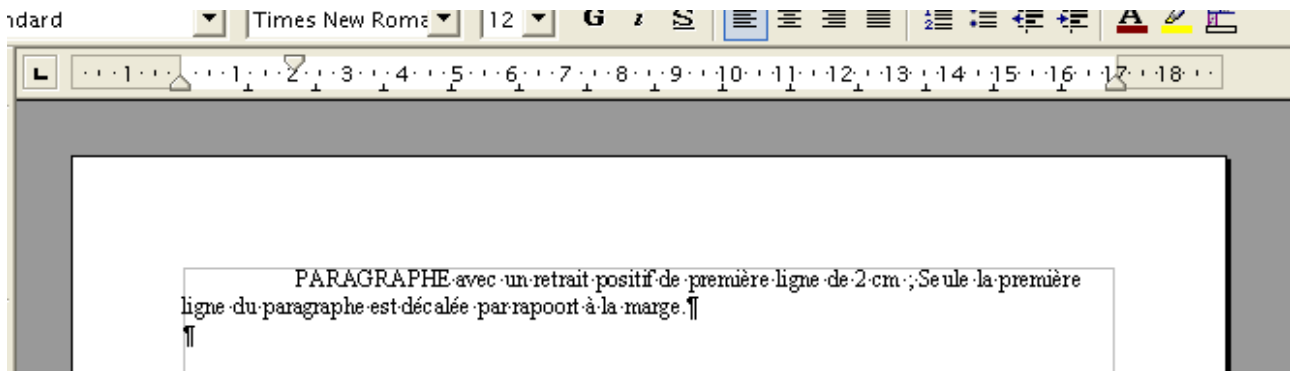 ndard Times New Roma 12 G i S A
1 1 2 3 4 5 6 7 8 9 10 11 12 13 14 15 16 17 18
PARAGRAPHE avec un retrait positif de première ligne de 2 cm ; Seule la première
ligne du paragraphe est décalée par rapoort à la marge.¶
¶